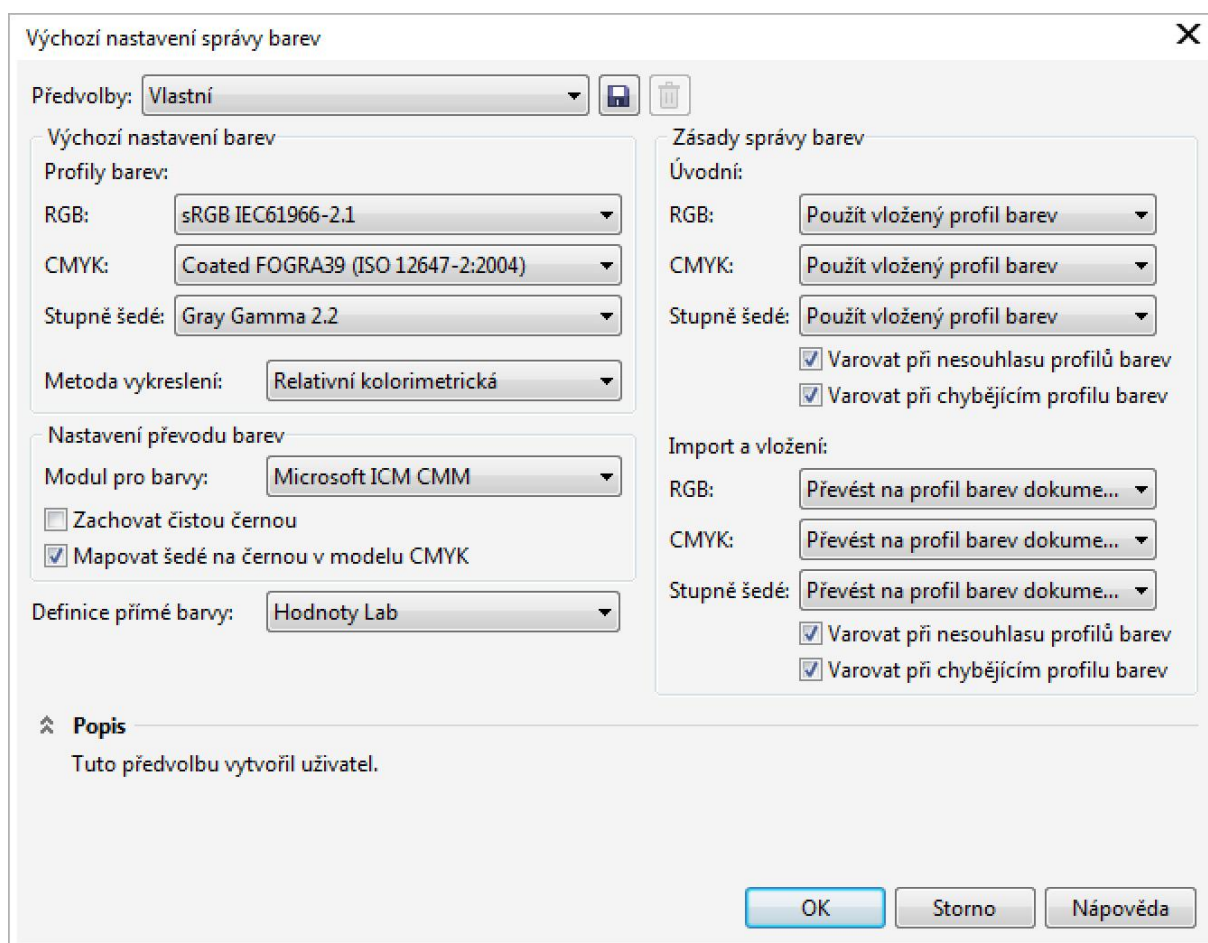 Výchozí nastavení správy barev
Předvolby: Vlastní
Výchozí nastavení barev
Profily barev:
RGB: sRGB IEC61966-2.1
CMYK: Coated FOGRA39 (ISO 12647-2:2004)
Stupně šedé: Gray Gamma 2.2
Metoda vykreslení: Relativní kolorimetrická
Nastavení převodu barev
Modul pro barvy: Microsoft ICM CMM
Zachovat čistou černou
Mapovat šedé na černou v modelu CMYK
Definice přímé barvy: Hodnoty Lab
Zásady správy barev
Úvodní:
RGB: Použít vložený profil barev
CMYK: Použít vložený profil barev
Stupně šedé: Použít vložený profil barev
Varovat při nesouhlasu profilů barev
Varovat při chybějícím profilu barev
Import a vložení:
RGB: Převést na profil barev dokume...
CMYK: Převést na profil barev dokume...
Stupně šedé: Převést na profil barev dokume...
Varovat při nesouhlasu profilů barev
Varovat při chybějícím profilu barev
Popis
Tuto předvolbu vytvořil uživatel.
OK Storno Nápověda